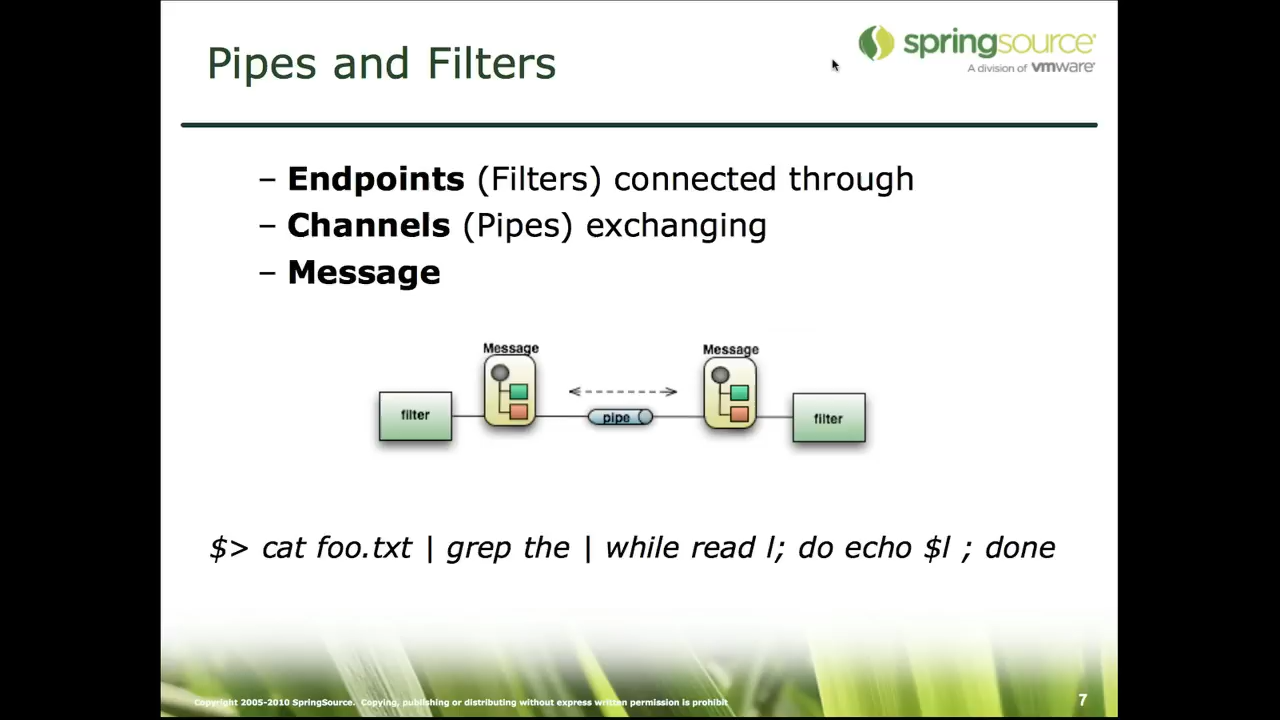 Pipes and Filters
springsource
A division of vmware
– Endpoints (Filters) connected through
– Channels (Pipes) exchanging
– Message
Message
Message
filter
pipe
filter
$> cat foo.txt | grep the | while read l; do echo $l ; done
Copyright 2005-2010 SpringSource. Copying, publishing or distributing without express written permission is prohibit
7